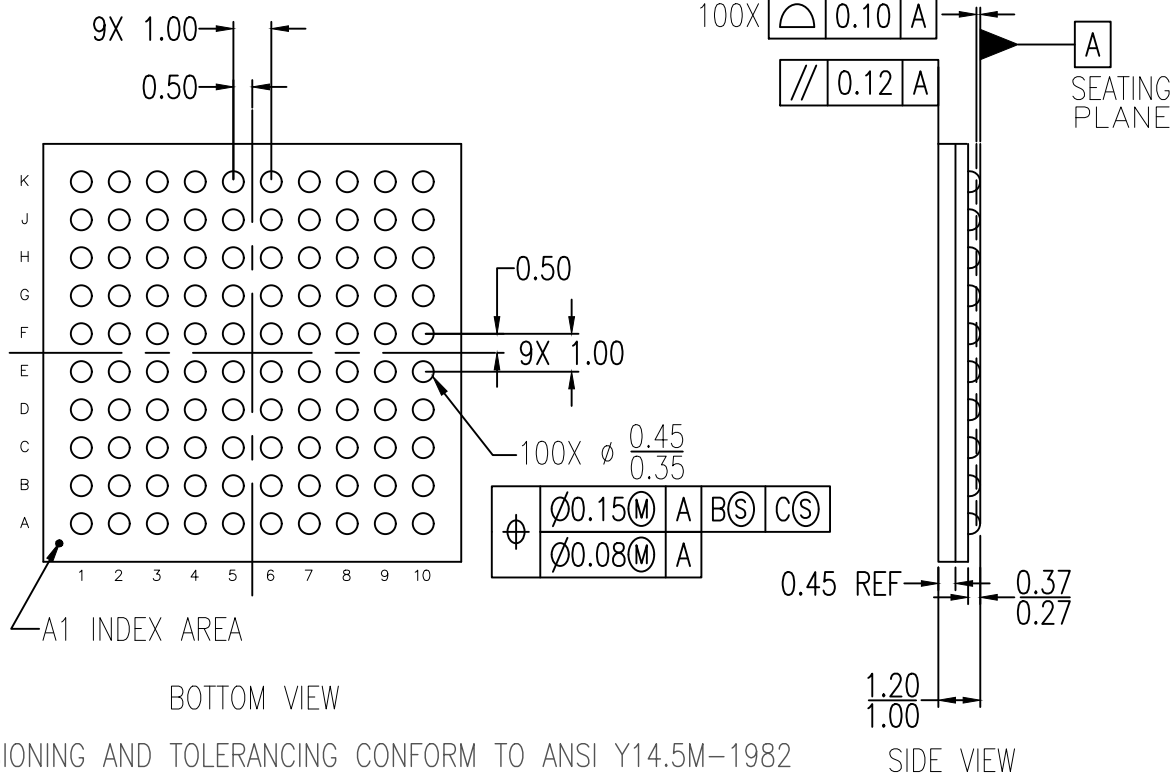 9X 1.00
0.50
100X ⌓ 0.10 A
// 0.12 A
A
SEATING
PLANE
K
J
H
G
F
E
D
C
B
A
1 2 3 4 5 6 7 8 9 10
0.50
9X 1.00
100X ⌀ 0.45
0.35
⌖ Ø0.15Ⓜ A BⓈ CⓈ
Ø0.08Ⓜ A
A1 INDEX AREA
0.45 REF
0.37
0.27
1.20
1.00
BOTTOM VIEW
SIDE VIEW
IONING AND TOLERANCING CONFORM TO ANSI Y14.5M-1982